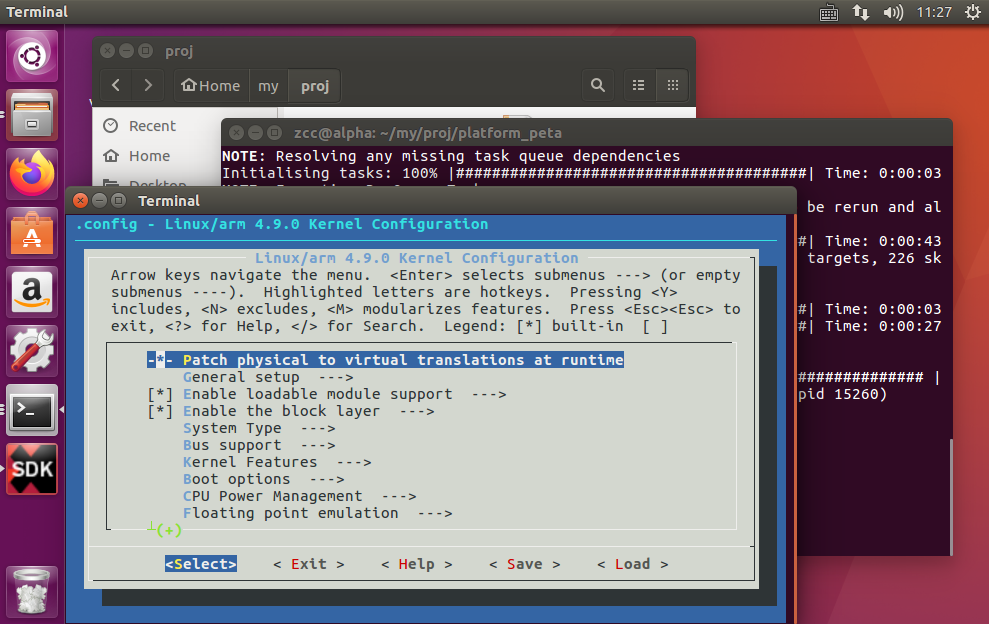 Terminal
11:27
proj
Home
my
proj
Recent
Home
Desktop
zcc@alpha: ~/my/proj/platform_peta
NOTE: Resolving any missing task queue dependencies
Initialising tasks: 100% |#######################################| Time: 0:00:03
be rerun and al
#| Time: 0:00:43
targets, 226 sk
#| Time: 0:00:03
#| Time: 0:00:27
############## |
pid 15260)
Terminal
.config - Linux/arm 4.9.0 Kernel Configuration
Linux/arm 4.9.0 Kernel Configuration
Arrow keys navigate the menu.  <Enter> selects submenus ---> (or empty
submenus ----).  Highlighted letters are hotkeys.  Pressing <Y>
includes, <N> excludes, <M> modularizes features.  Press <Esc><Esc> to
exit, <?> for Help, </> for Search.  Legend: [*] built-in  [ ]
-*- Patch physical to virtual translations at runtime
General setup  --->
[*] Enable loadable module support  --->
[*] Enable the block layer  --->
System Type  --->
Bus support  --->
Kernel Features  --->
Boot options  --->
CPU Power Management  --->
Floating point emulation  --->
(+)
<Select>    < Exit >    < Help >    < Save >    < Load >
a
A
>_
SDK